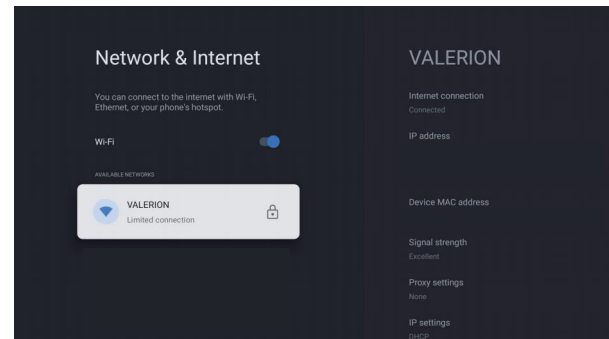 Network & Internet
You can connect to the internet with Wi-Fi,
Ethernet, or your phone's hotspot.
Wi-Fi
AVAILABLE NETWORKS
VALERION
Limited connection
VALERION
Internet connection
Connected
IP address
Device MAC address
Signal strength
Excellent
Proxy settings
None
IP settings
DHCP